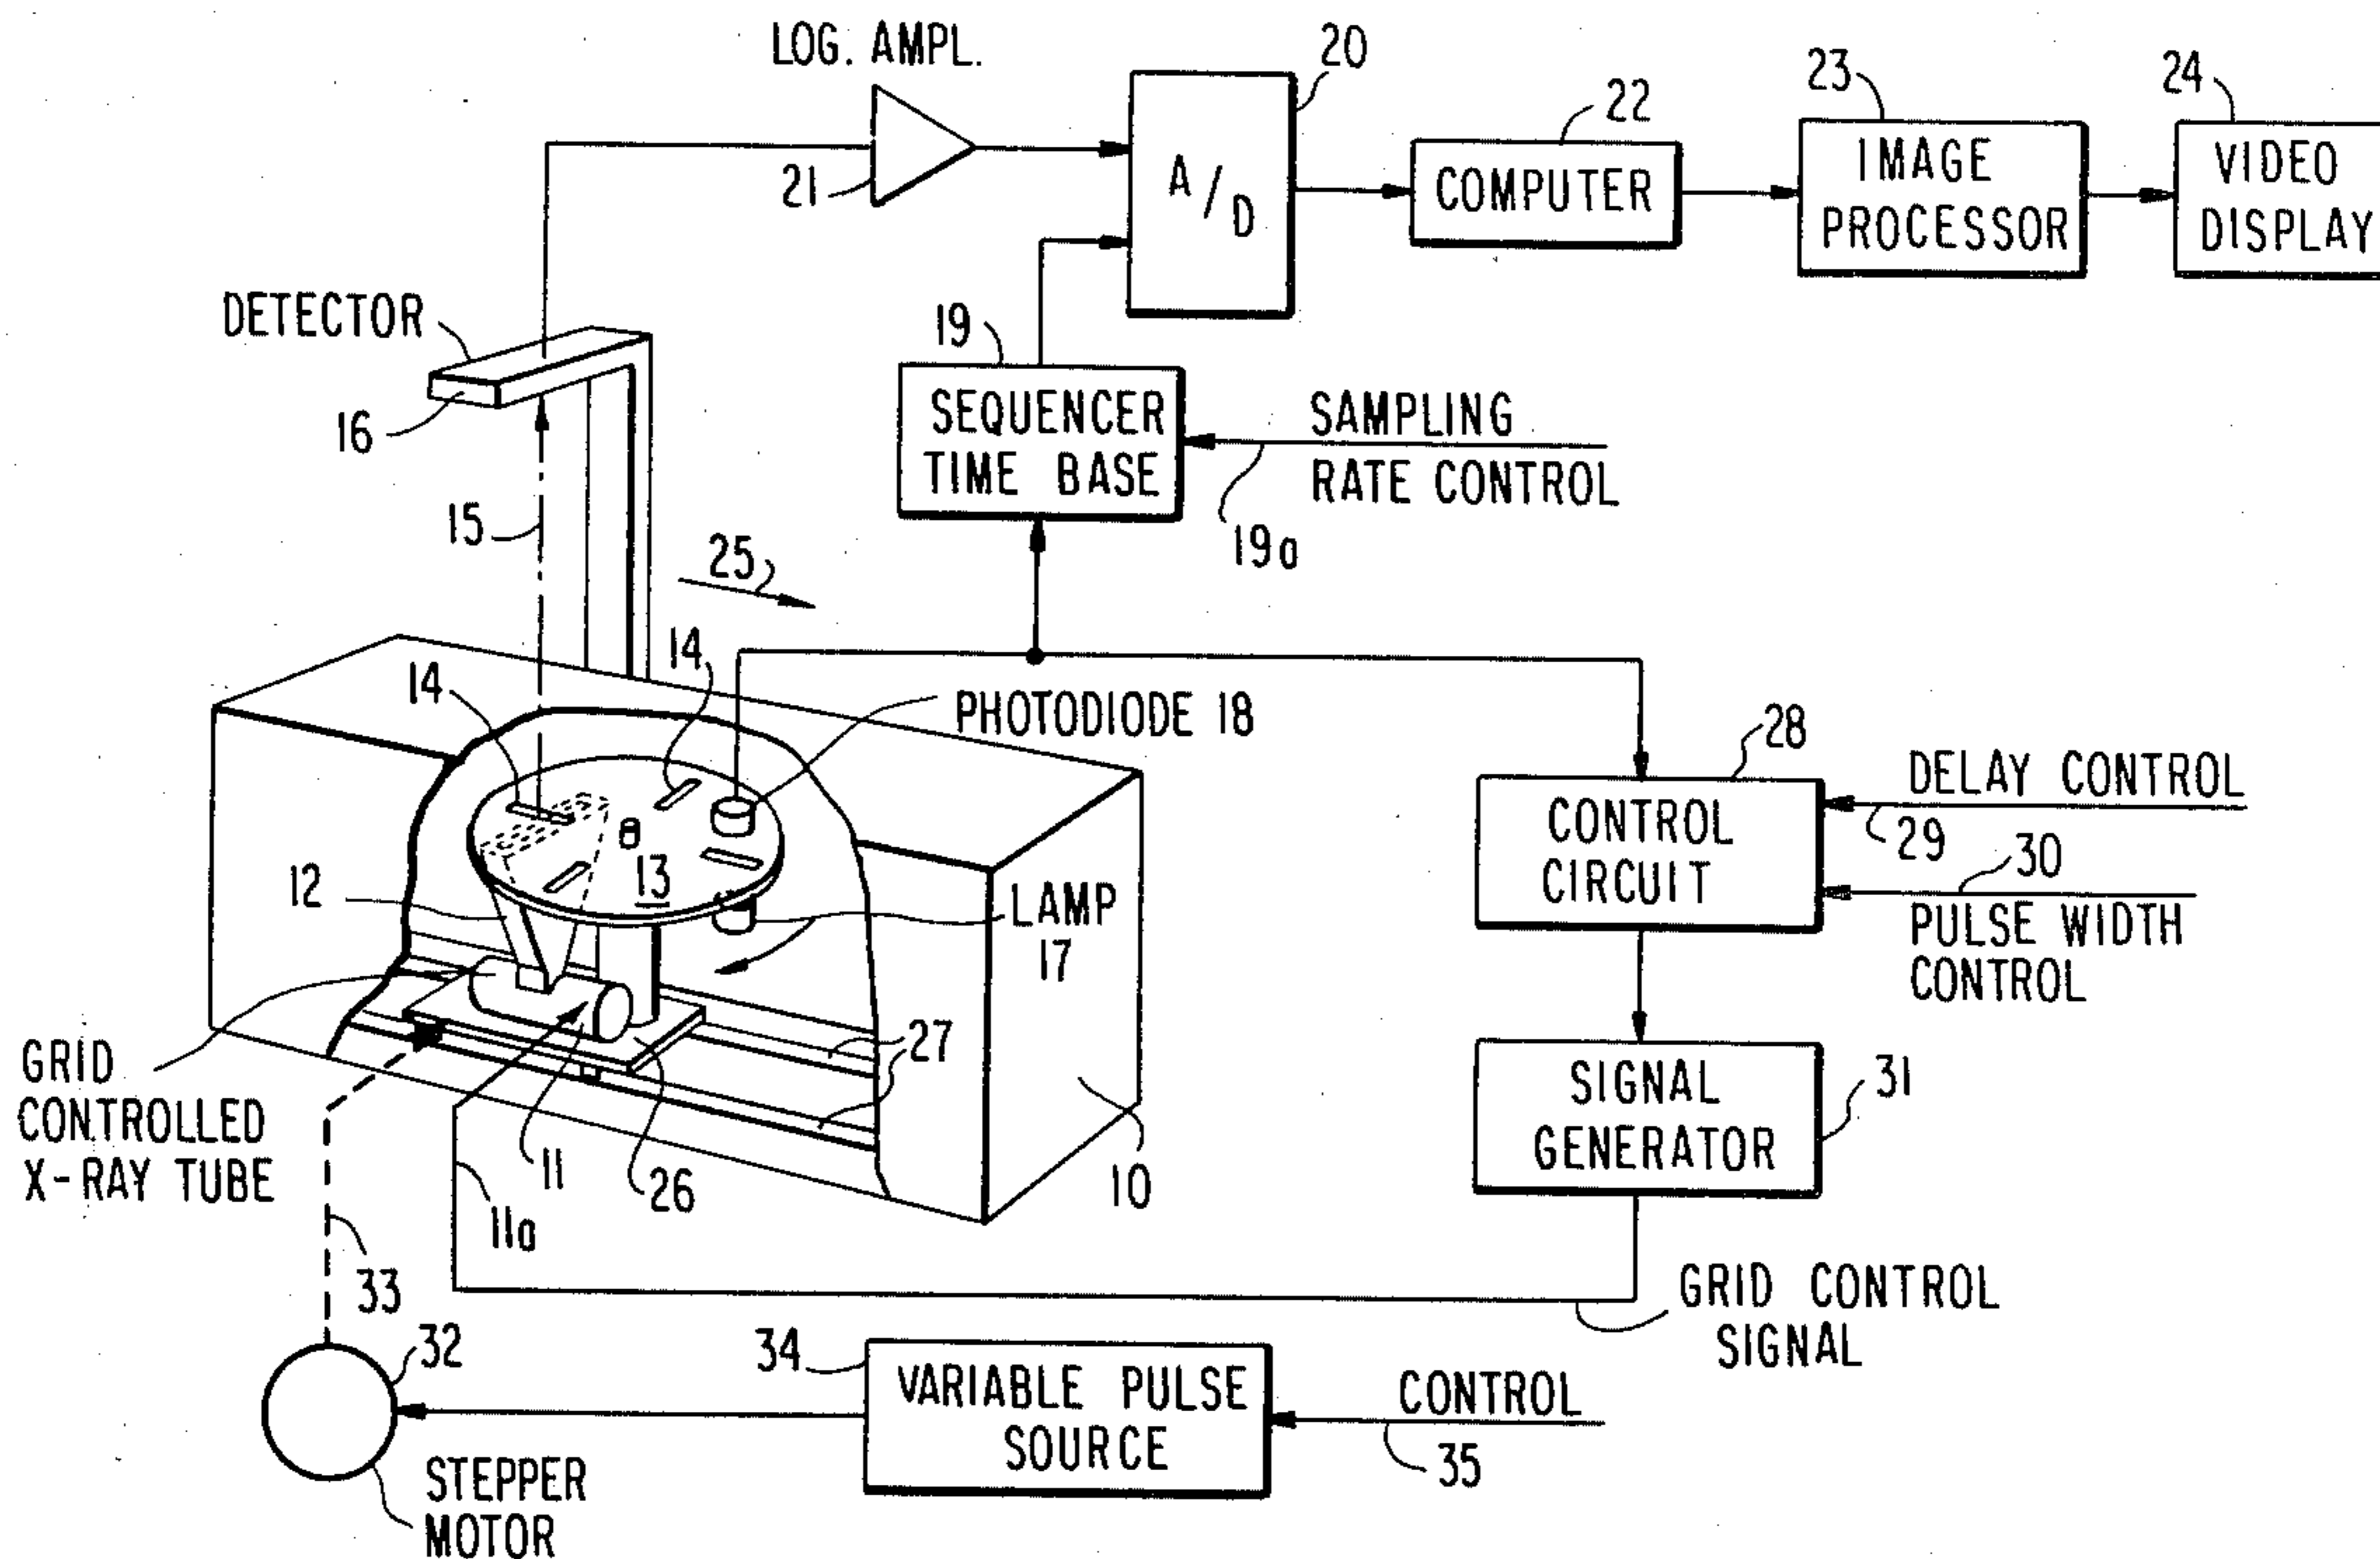 LOG. AMPL.
20
23
24
22
21
A/D
COMPUTER
IMAGE
PROCESSOR
VIDEO
DISPLAY
DETECTOR
19
16
SEQUENCER
TIME BASE
SAMPLING
RATE CONTROL
19a
15
25
14
14
PHOTODIODE 18
28
DELAY CONTROL
29
CONTROL
CIRCUIT
30
PULSE WIDTH
CONTROL
12
13
LAMP
17
27
GRID
CONTROLLED
X-RAY TUBE
11
26
10
11a
SIGNAL
GENERATOR
31
33
GRID CONTROL
SIGNAL
32
34
VARIABLE PULSE
SOURCE
CONTROL
35
STEPPER
MOTOR